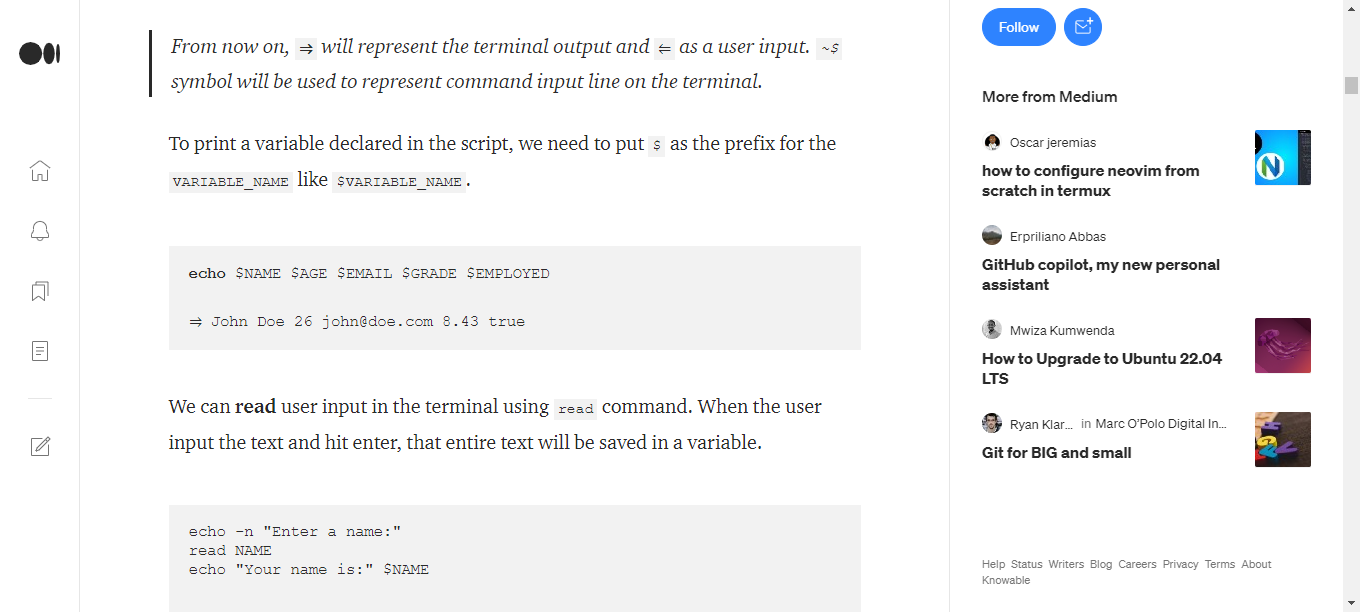 From now on, ⇒ will represent the terminal output and ⇐ as a user input. ~$
symbol will be used to represent command input line on the terminal.
To print a variable declared in the script, we need to put $ as the prefix for the
VARIABLE_NAME like $VARIABLE_NAME.
echo $NAME $AGE $EMAIL $GRADE $EMPLOYED
⇒ John Doe 26 john@doe.com 8.43 true
We can read user input in the terminal using read command. When the user
input the text and hit enter, that entire text will be saved in a variable.
echo -n "Enter a name:"
read NAME
echo "Your name is:" $NAME
Follow
More from Medium
Oscar jeremias
how to configure neovim from
scratch in termux
Erpriliano Abbas
GitHub copilot, my new personal
assistant
Mwiza Kumwenda
How to Upgrade to Ubuntu 22.04
LTS
Ryan Klar... in Marc O'Polo Digital In...
Git for BIG and small
Help Status Writers Blog Careers Privacy Terms About
Knowable